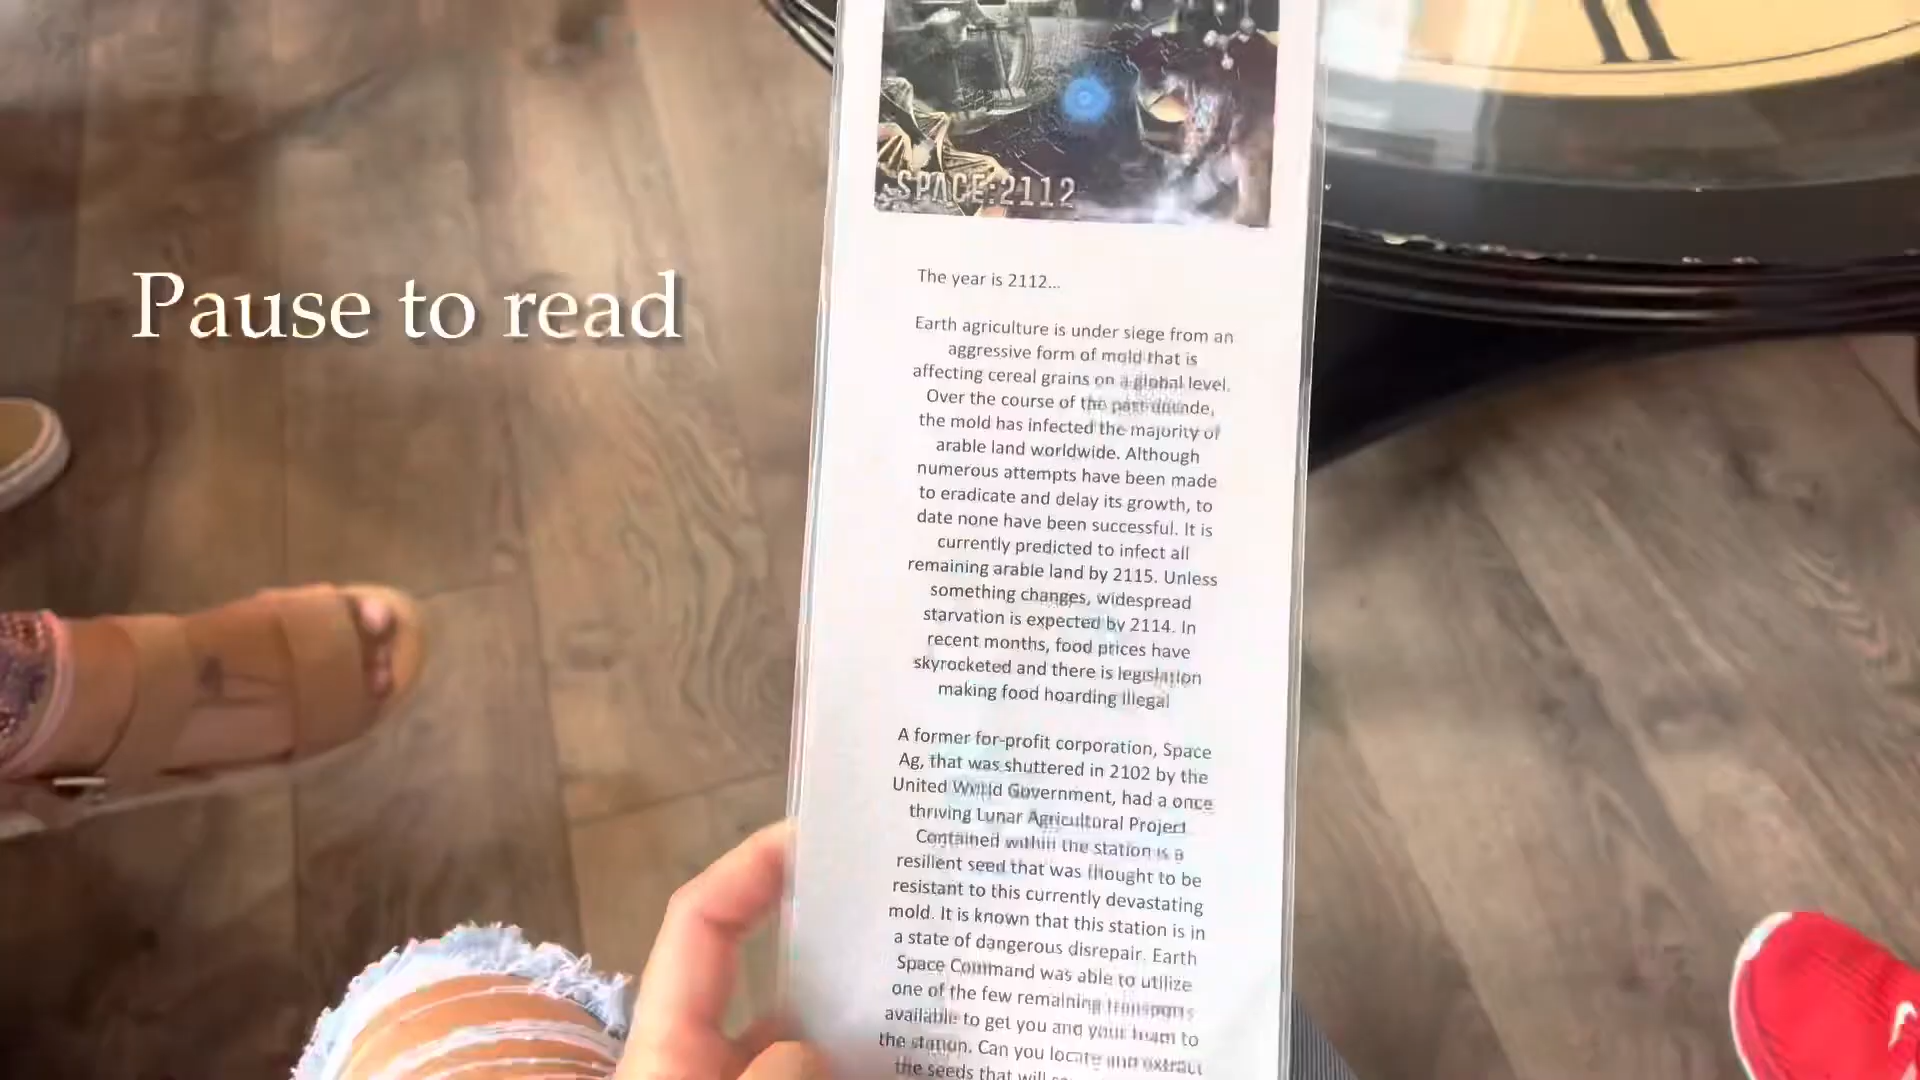 SPACE:2112
Pause to read
The year is 2112...
Earth agriculture is under siege from an
aggressive form of mold that is
affecting cereal grains on a global level.
Over the course of the past
the mold has infected the majority of
arable land worldwide. Although
numerous attempts have been made
to eradicate and delay its growth, to
date none have been successful. It is
currently predicted to infect all
remaining arable land by 2115. Unless
something changes, widespread
starvation is expected by 2114. In
recent months, food prices have
skyrocketed and there is legislation
making food hoarding illegal
A former for-profit corporation, Space
Ag, that was shuttered in 2102 by the
United World Government, had a once
thriving Lunar Agricultural Project
Contained within the station is a
resilient seed that was thought to be
resistant to this currently devastating
mold. It is known that this station is in
a state of dangerous disrepair. Earth
Space Command was able to utilize
one of the few remaining transports
available to get you and your team to
the station. Can you locate and extract
the seeds that will